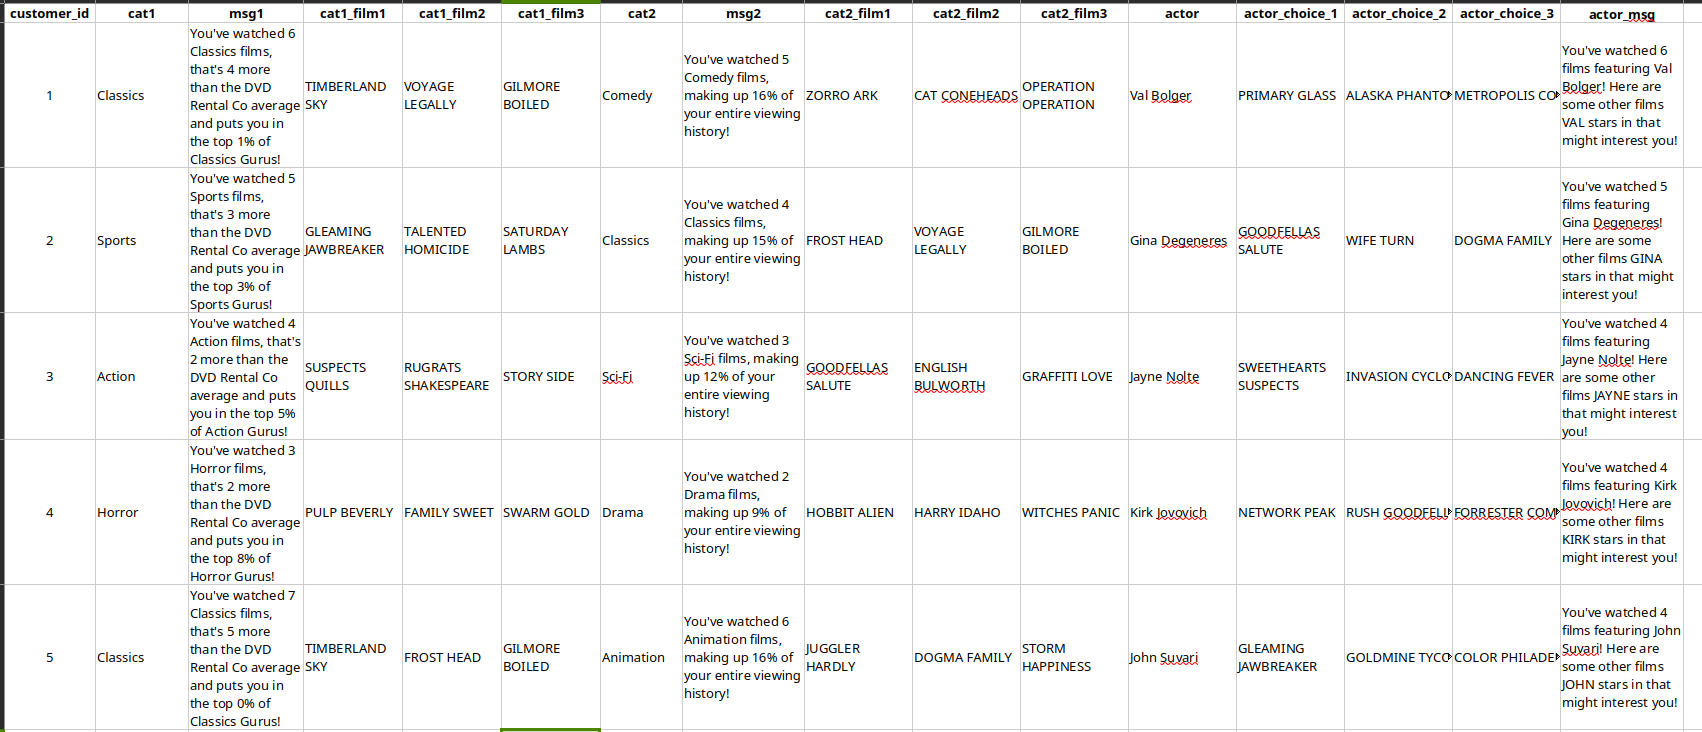 customer_id cat1 msg1 cat1_film1 cat1_film2 cat1_film3 cat2 msg2 cat2_film1 cat2_film2 cat2_film3 actor actor_choice_1 actor_choice_2 actor_choice_3 actor_msg
1
Classics
You've watched 6
Classics films,
that's 4 more
than the DVD
Rental Co average
and puts you in
the top 1% of
Classics Gurus!
TIMBERLAND
SKY
VOYAGE
LEGALLY
GILMORE
BOILED
Comedy
You've watched 5
Comedy films,
making up 16% of
your entire viewing
history!
ZORRO ARK
CAT CONEHEADS
OPERATION
OPERATION
Val Bolger
PRIMARY GLASS
ALASKA PHANTO
METROPOLIS CO
You've watched 6
films featuring Val
Bolger! Here are
some other films
VAL stars in that
might interest you!
2
Sports
You've watched 5
Sports films,
that's 3 more
than the DVD
Rental Co average
and puts you in
the top 3% of
Sports Gurus!
GLEAMING
JAWBREAKER
TALENTED
HOMICIDE
SATURDAY
LAMBS
Classics
You've watched 4
Classics films,
making up 15% of
your entire viewing
history!
FROST HEAD
VOYAGE
LEGALLY
GILMORE
BOILED
Gina Degeneres
GOODFELLAS
SALUTE
WIFE TURN
DOGMA FAMILY
You've watched 5
films featuring
Gina Degeneres!
Here are some
other films GINA
stars in that might
interest you!
3
Action
You've watched 4
Action films, that's
2 more than the
DVD Rental Co
average and puts
you in the top 5%
of Action Gurus!
SUSPECTS
QUILLS
RUGRATS
SHAKESPEARE
STORY SIDE
Sci-Fi
You've watched 3
Sci-Fi films, making
up 12% of your
entire viewing
history!
GOODFELLAS
SALUTE
ENGLISH
BULWORTH
GRAFFITI LOVE
Jayne Nolte
SWEETHEARTS
SUSPECTS
INVASION CYCLO
DANCING FEVER
You've watched 4
films featuring
Jayne Nolte! Here
are some other
films JAYNE stars in
that might interest
you!
4
Horror
You've watched 3
Horror films,
that's 2 more
than the DVD
Rental Co average
and puts you in
the top 8% of
Horror Gurus!
PULP BEVERLY
FAMILY SWEET
SWARM GOLD
Drama
You've watched 2
Drama films,
making up 9% of
your entire viewing
history!
HOBBIT ALIEN
HARRY IDAHO
WITCHES PANIC
Kirk Jovovich
NETWORK PEAK
RUSH GOODFELL
FORRESTER COM
You've watched 4
films featuring Kirk
Jovovich! Here are
some other films
KIRK stars in that
might interest you!
5
Classics
You've watched 7
Classics films,
that's 5 more
than the DVD
Rental Co average
and puts you in
the top 0% of
Classics Gurus!
TIMBERLAND
SKY
FROST HEAD
GILMORE
BOILED
Animation
You've watched 6
Animation films,
making up 16% of
your entire viewing
history!
JUGGLER
HARDLY
DOGMA FAMILY
STORM
HAPPINESS
John Suvari
GLEAMING
JAWBREAKER
GOLDMINE TYCO
COLOR PHILADE
You've watched 4
films featuring John
Suvari! Here are
some other films
JOHN stars in that
might interest you!